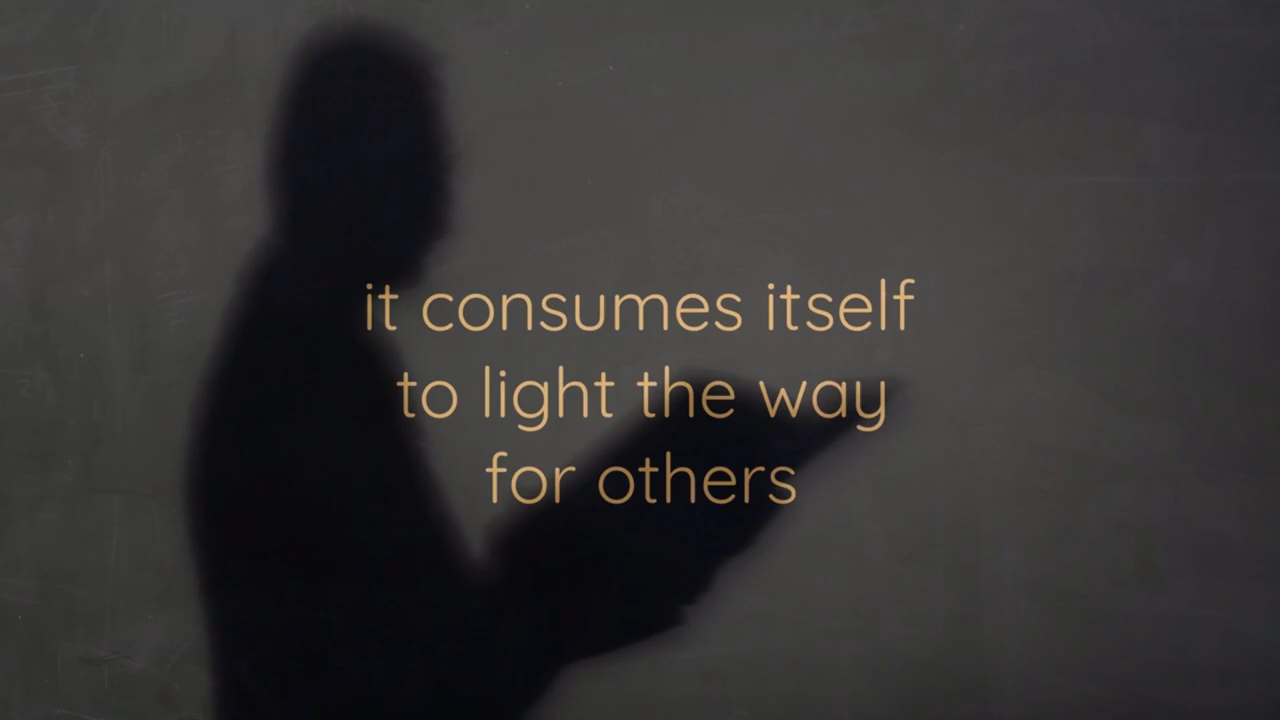 it consumes itself
to light the way
for others